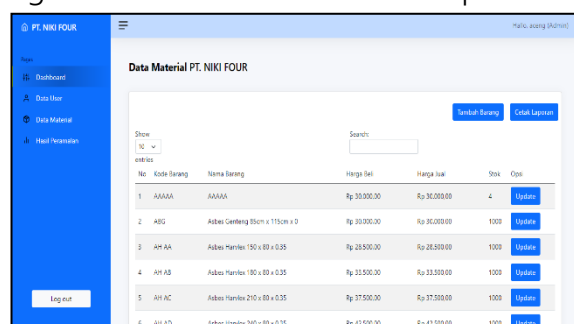 PT. NIKI FOUR
Hallo, aceng (Admin)
Dashboard
Data User
Data Material
Hasil Peramalan
Log out
Data Material PT. NIKI FOUR
Tambah Barang Cetak Laporan
Show
10
entries
Search:
No Kode Barang Nama Barang Harga Beli Harga Jual Stok Opsi
1 AAAAA AAAAA Rp 30.000,00 Rp 30.000,00 4 Update
2 ABG Asbes Genteng 85cm x 115cm x 0 Rp 30.000,00 Rp 30.000,00 1000 Update
3 AH AA Asbes Harvlex 150 x 80 x 0.35 Rp 28.500,00 Rp 28.500,00 1000 Update
4 AH AB Asbes Harvlex 180 x 80 x 0.35 Rp 33.500,00 Rp 33.500,00 1000 Update
5 AH AC Asbes Harvlex 210 x 80 x 0.35 Rp 37.500,00 Rp 37.500,00 1000 Update